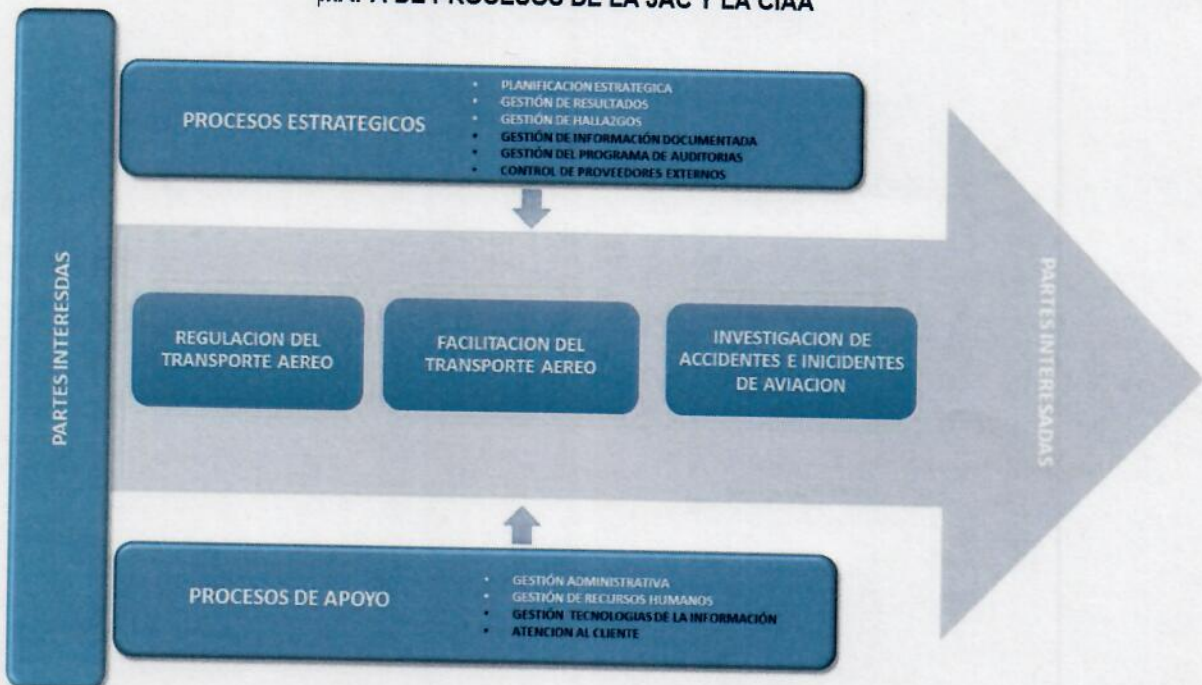 MAPA DE PROCESOS DE LA JAC Y LA CIAA
PARTES INTERESDAS
PROCESOS ESTRATEGICOS
• PLANIFICACION ESTRATEGICA
• GESTIÓN DE RESULTADOS
• GESTIÓN DE HALLAZGOS
• GESTIÓN DE INFORMACIÓN DOCUMENTADA
• GESTIÓN DEL PROGRAMA DE AUDITORIAS
• CONTROL DE PROVEEDORES EXTERNOS
REGULACION DEL
TRANSPORTE AEREO
FACILITACION DEL
TRANSPORTE AEREO
INVESTIGACION DE
ACCIDENTES E INICIDENTES
DE AVIACION
PARTES INTERESADAS
PROCESOS DE APOYO
• GESTIÓN ADMINISTRATIVA
• GESTIÓN DE RECURSOS HUMANOS
• GESTIÓN TECNOLOGIAS DE LA INFORMACIÓN
• ATENCION AL CLIENTE